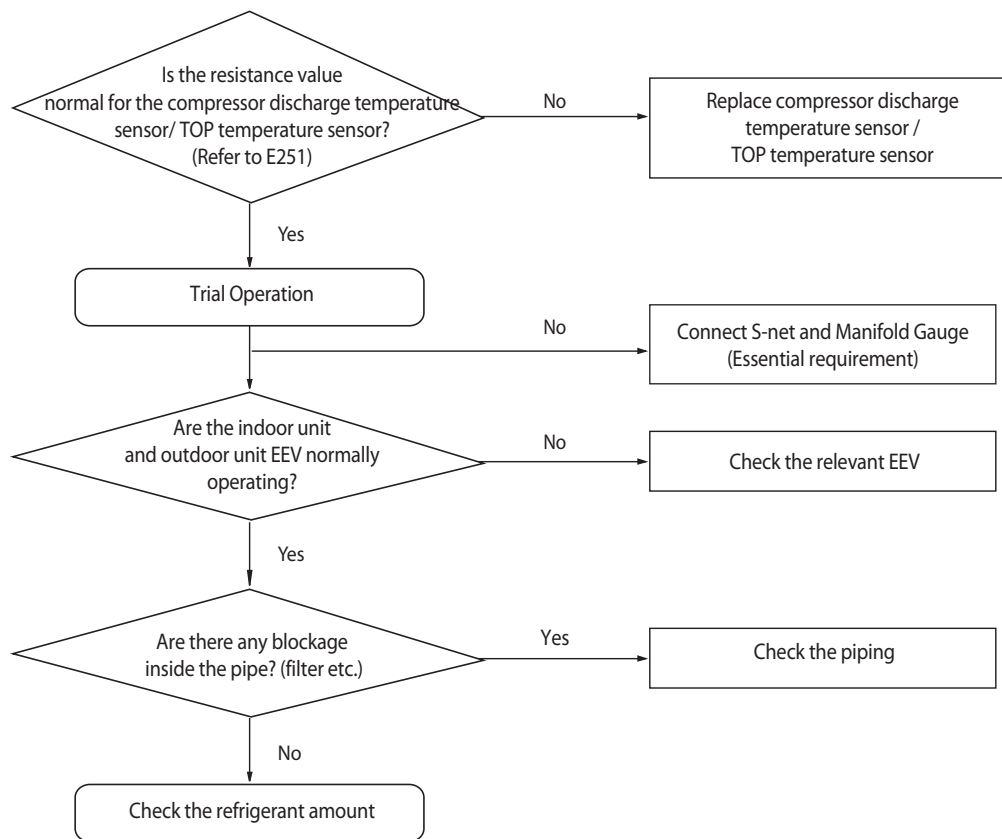 Is the resistance value
normal for the compressor discharge temperature
sensor/ TOP temperature sensor?
(Refer to E251)
No
Replace compressor discharge
temperature sensor /
TOP temperature sensor
Yes
Trial Operation
No
Connect S-net and Manifold Gauge
(Essential requirement)
Are the indoor unit
and outdoor unit EEV normally
operating?
No
Check the relevant EEV
Yes
Are there any blockage
inside the pipe? (filter etc.)
Yes
Check the piping
No
Check the refrigerant amount